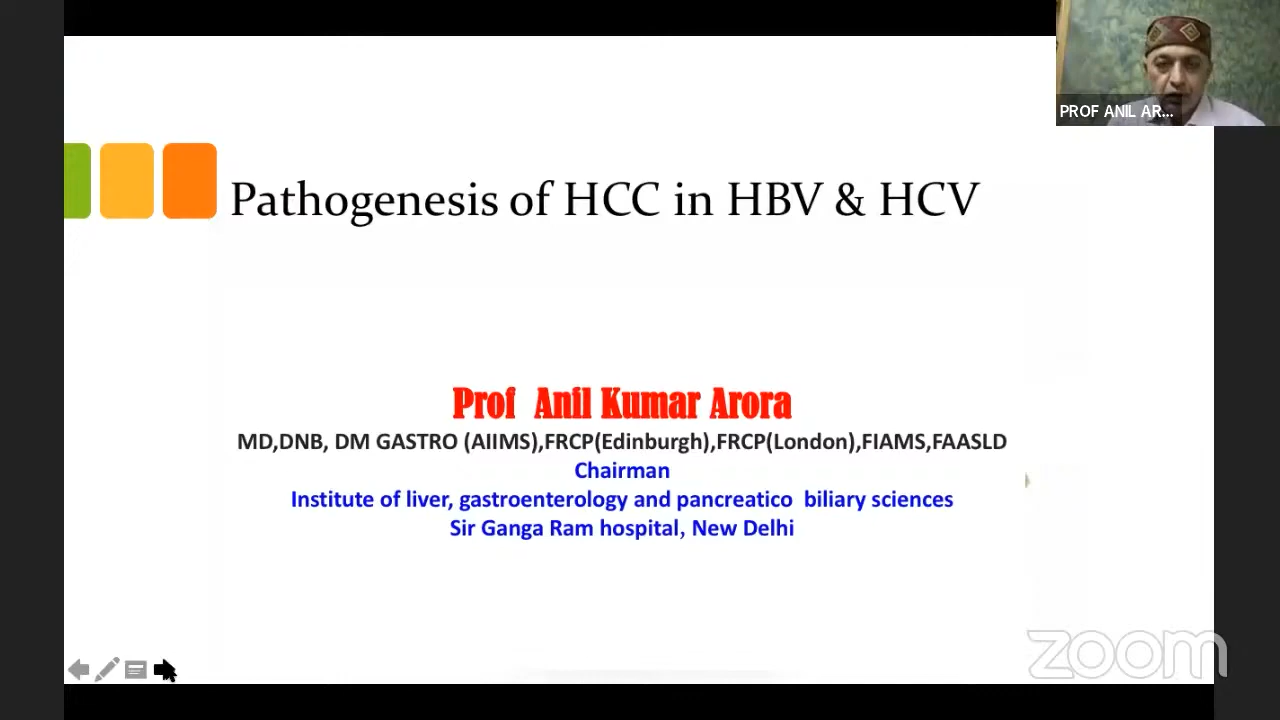 PROF ANIL AR...
Pathogenesis of HCC in HBV & HCV
Prof Anil Kumar Arora
MD,DNB, DM GASTRO (AIIMS),FRCP(Edinburgh),FRCP(London),FIAMS,FAASLD
Chairman
Institute of liver, gastroenterology and pancreatico biliary sciences
Sir Ganga Ram hospital, New Delhi
zoom